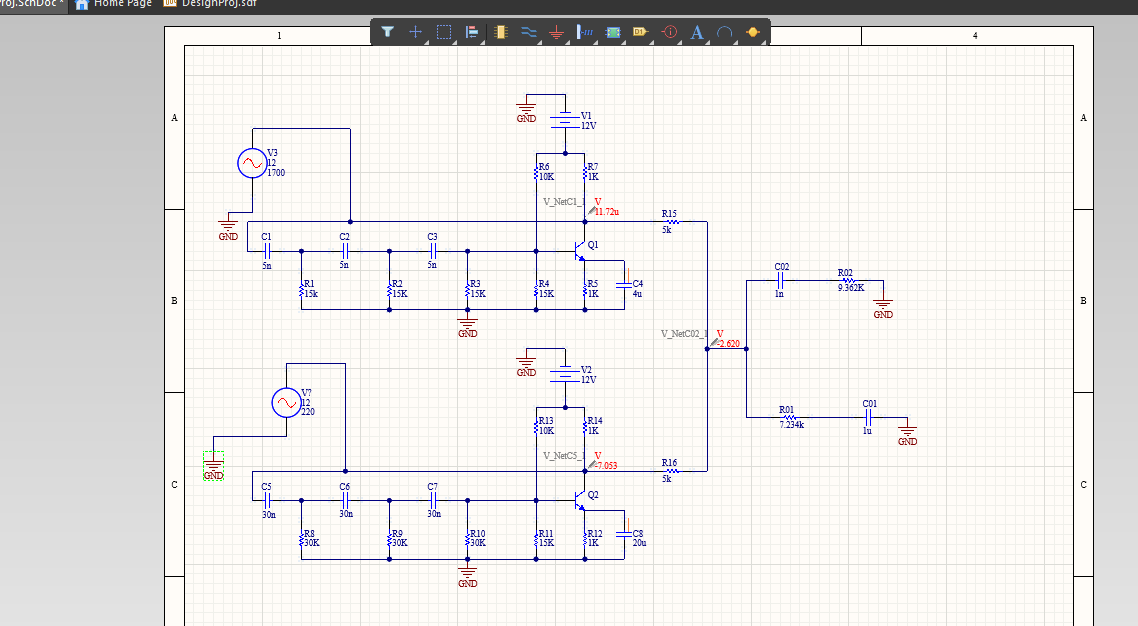 roj.SchDoc *
Home Page
DesignProj.sdf
1
4
A
A
V1
12V
GND
V3
12
1700
GND
R6
10K
R7
1K
V_NetC1_1
V
11.72u
R15
5k
C1
5n
C2
5n
C3
5n
Q1
R1
15k
R2
15K
R3
15K
R4
15K
R5
1K
C4
4u
GND
B
B
C02
1n
R02
9.362K
GND
V_NetC02_1
V
-2.620
V2
12V
GND
V?
12
220
GND
R13
10K
R14
1K
R01
7.234k
C01
1u
GND
V_NetC5_1
V
-7.053
R16
5k
C
C
C5
30n
C6
30n
C7
30n
Q2
R8
30K
R9
30K
R10
30K
R11
15K
R12
1K
C8
20u
GND